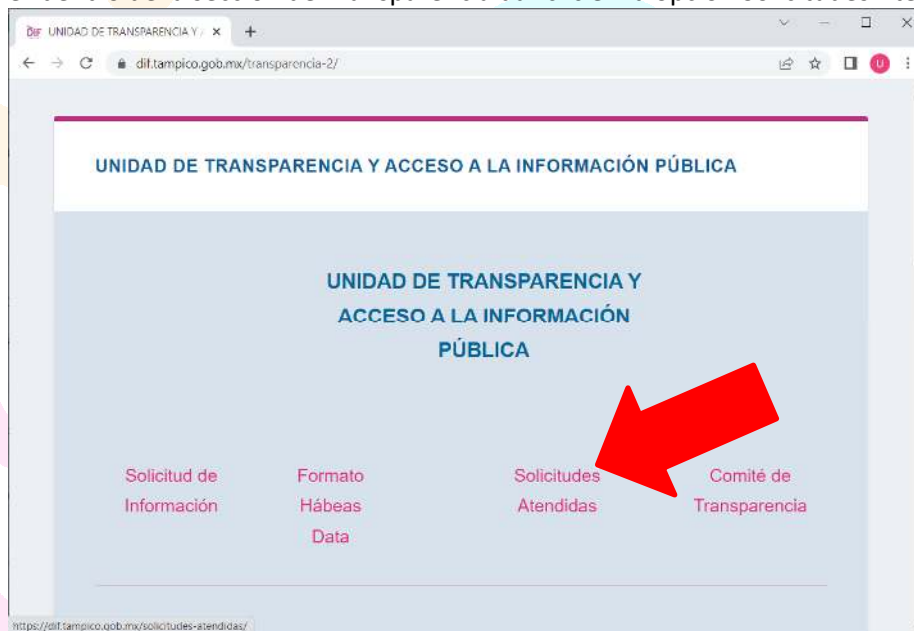 DIF UNIDAD DE TRANSPARENCIA Y A
dif.tampico.gob.mx/transparencia-2/
U
UNIDAD DE TRANSPARENCIA Y ACCESO A LA INFORMACIÓN PÚBLICA
UNIDAD DE TRANSPARENCIA Y
ACCESO A LA INFORMACIÓN
PÚBLICA
Solicitud de
Información
Formato
Hábeas
Data
Solicitudes
Atendidas
Comité de
Transparencia
https://dif.tampico.gob.mx/solicitudes-atendidas/